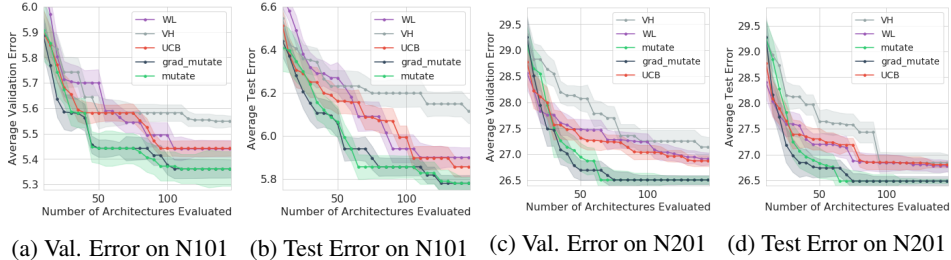 6.0
5.9
5.8
5.7
5.6
5.5
5.4
5.3
Average Validation Error
WL
VH
UCB
grad_mutate
mutate
50
100
Number of Architectures Evaluated
(a) Val. Error on N101
6.6
6.4
6.2
6.0
5.8
Average Test Error
WL
VH
UCB
grad_mutate
mutate
50
100
Number of Architectures Evaluated
(b) Test Error on N101
29.5
29.0
28.5
28.0
27.5
27.0
26.5
Average Validation Error
VH
WL
mutate
grad_mutate
UCB
50
100
Number of Architectures Evaluated
(c) Val. Error on N201
29.5
29.0
28.5
28.0
27.5
27.0
26.5
Average Test Error
VH
WL
mutate
grad_mutate
UCB
50
100
Number of Architectures Evaluated
(d) Test Error on N201